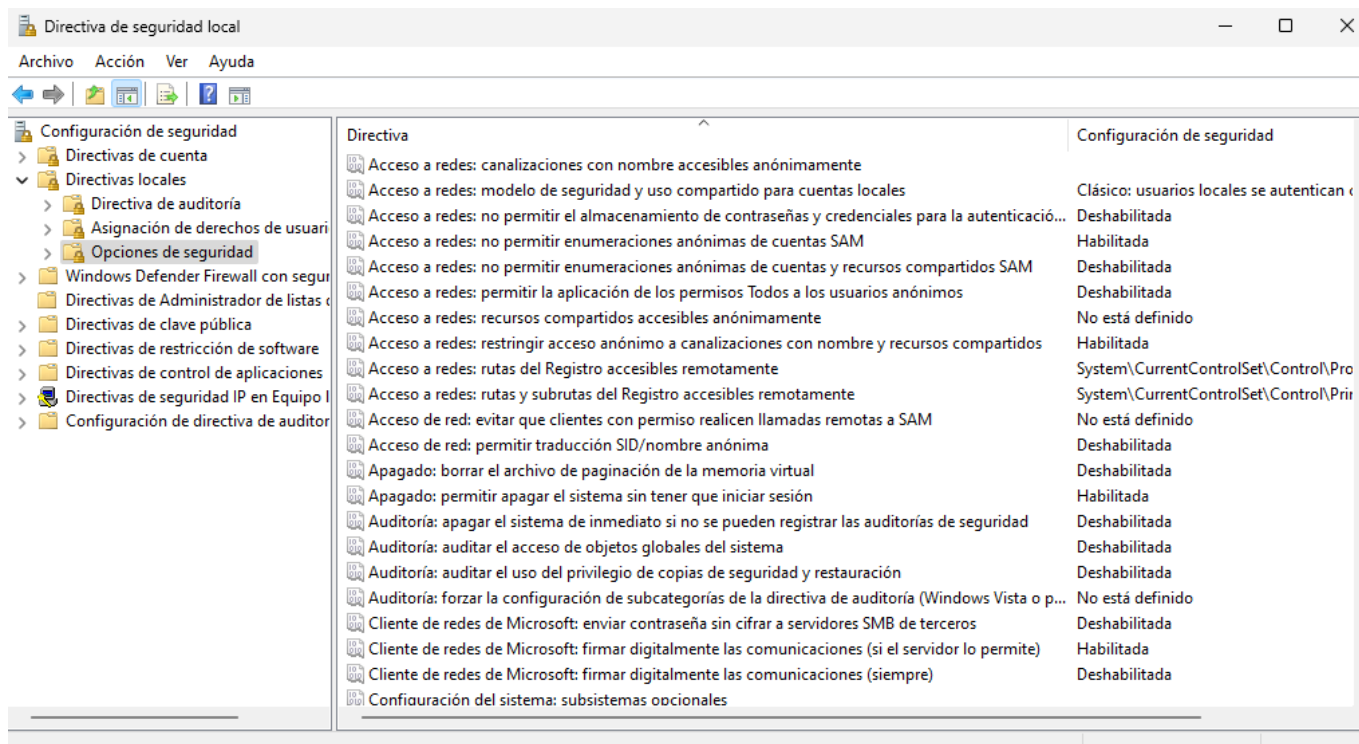 Directiva de seguridad local
Archivo Acción Ver Ayuda
Configuración de seguridad
Directivas de cuenta
Directivas locales
Directiva de auditoría
Asignación de derechos de usuari
Opciones de seguridad
Windows Defender Firewall con segur
Directivas de Administrador de listas
Directivas de clave pública
Directivas de restricción de software
Directivas de control de aplicaciones
Directivas de seguridad IP en Equipo l
Configuración de directiva de auditor
Directiva Configuración de seguridad
Acceso a redes: canalizaciones con nombre accesibles anónimamente
Acceso a redes: modelo de seguridad y uso compartido para cuentas locales Clásico: usuarios locales se autentican
Acceso a redes: no permitir el almacenamiento de contraseñas y credenciales para la autenticació... Deshabilitada
Acceso a redes: no permitir enumeraciones anónimas de cuentas SAM Habilitada
Acceso a redes: no permitir enumeraciones anónimas de cuentas y recursos compartidos SAM Deshabilitada
Acceso a redes: permitir la aplicación de los permisos Todos a los usuarios anónimos Deshabilitada
Acceso a redes: recursos compartidos accesibles anónimamente No está definido
Acceso a redes: restringir acceso anónimo a canalizaciones con nombre y recursos compartidos Habilitada
Acceso a redes: rutas del Registro accesibles remotamente System\CurrentControlSet\Control\Pro
Acceso a redes: rutas y subrutas del Registro accesibles remotamente System\CurrentControlSet\Control\Prin
Acceso de red: evitar que clientes con permiso realicen llamadas remotas a SAM No está definido
Acceso de red: permitir traducción SID/nombre anónima Deshabilitada
Apagado: borrar el archivo de paginación de la memoria virtual Deshabilitada
Apagado: permitir apagar el sistema sin tener que iniciar sesión Habilitada
Auditoría: apagar el sistema de inmediato si no se pueden registrar las auditorías de seguridad Deshabilitada
Auditoría: auditar el acceso de objetos globales del sistema Deshabilitada
Auditoría: auditar el uso del privilegio de copias de seguridad y restauración Deshabilitada
Auditoría: forzar la configuración de subcategorías de la directiva de auditoría (Windows Vista o p... No está definido
Cliente de redes de Microsoft: enviar contraseña sin cifrar a servidores SMB de terceros Deshabilitada
Cliente de redes de Microsoft: firmar digitalmente las comunicaciones (si el servidor lo permite) Habilitada
Cliente de redes de Microsoft: firmar digitalmente las comunicaciones (siempre) Deshabilitada
Configuración del sistema: subsistemas opcionales